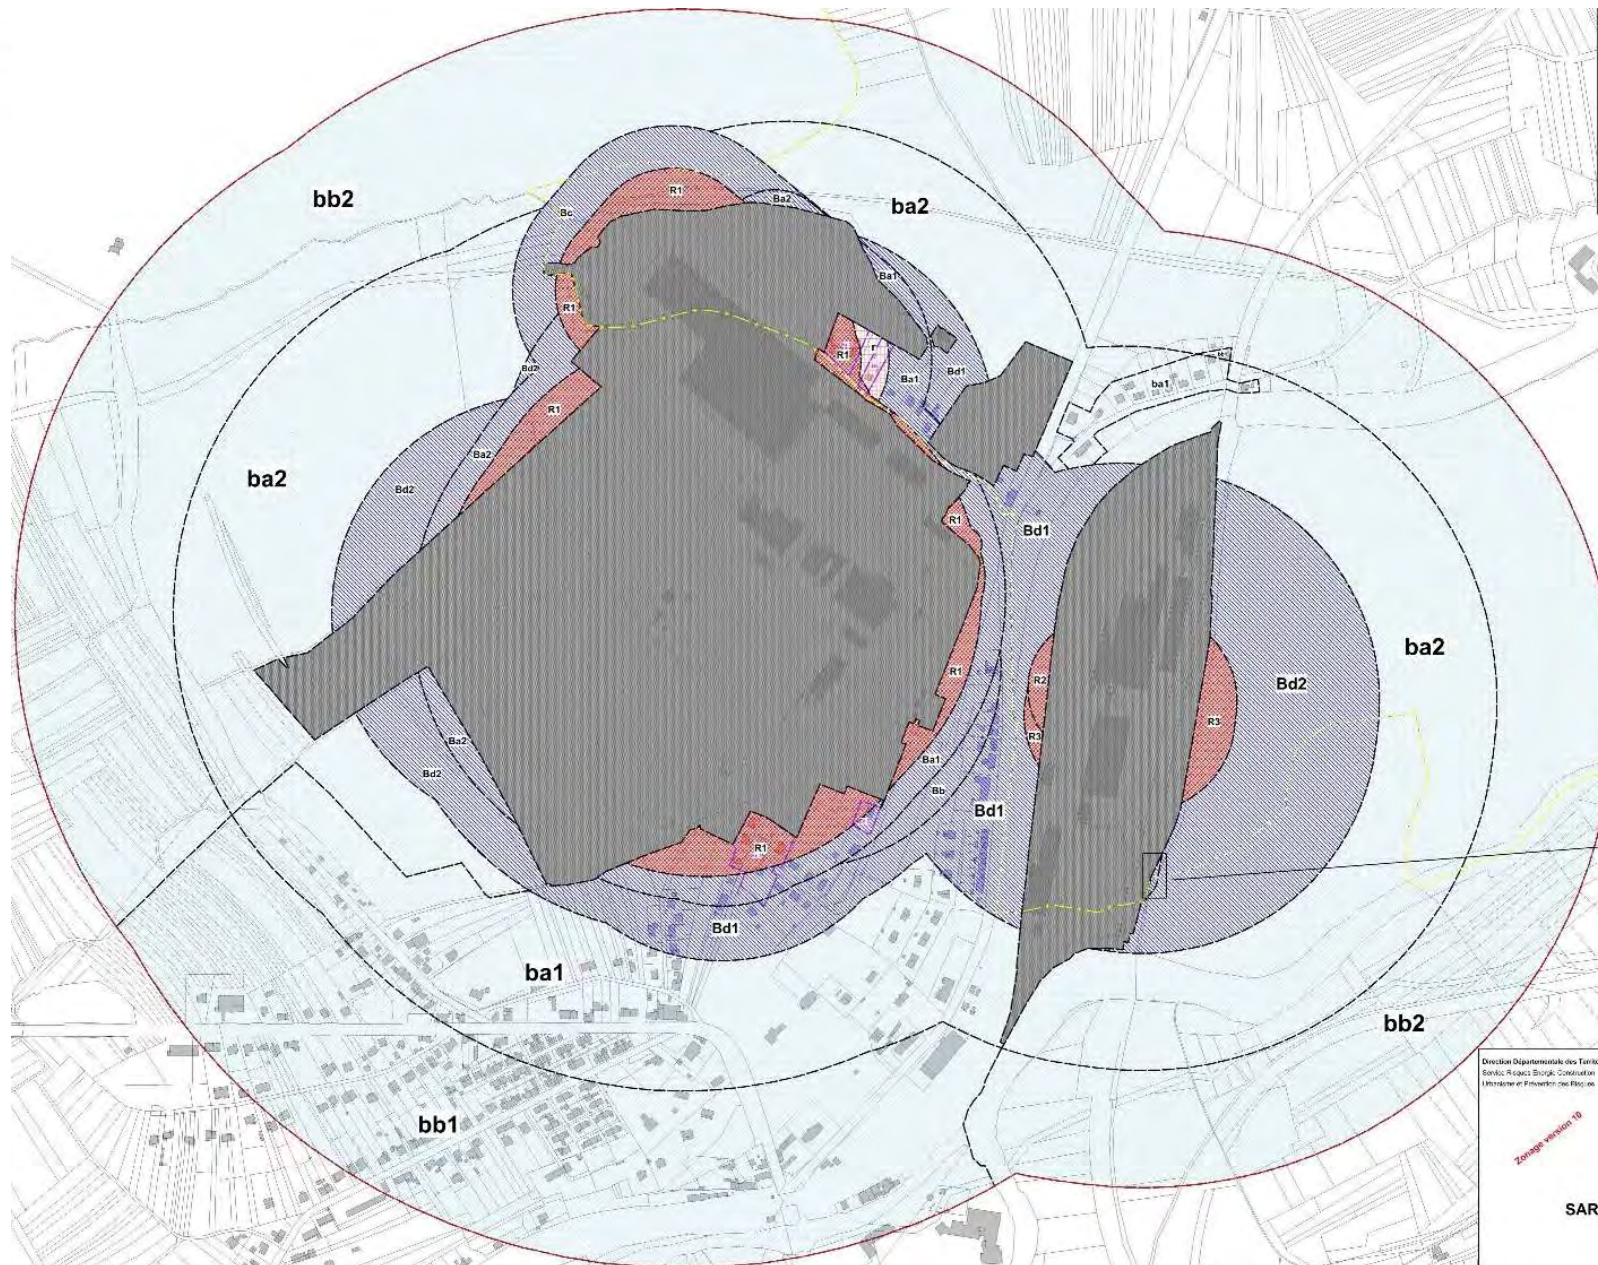 bb2
R1
Ba2
ba2
Bc
Ba1
R1
R1
r
Bd2
Ba1
Bd1
ba1
R1
Ba2
ba2
Bd2
R1
Bd1
ba2
R1
R2
Bd2
R3
R3
Ba2
Ba1
Bd2
Bb
Bd1
R1
Bd1
ba1
bb2
bb1
Direction Départementale des Territo
Service Risques Energie Construction
Urbanisme et Prévention des Risques
Zonage version 10
SAR